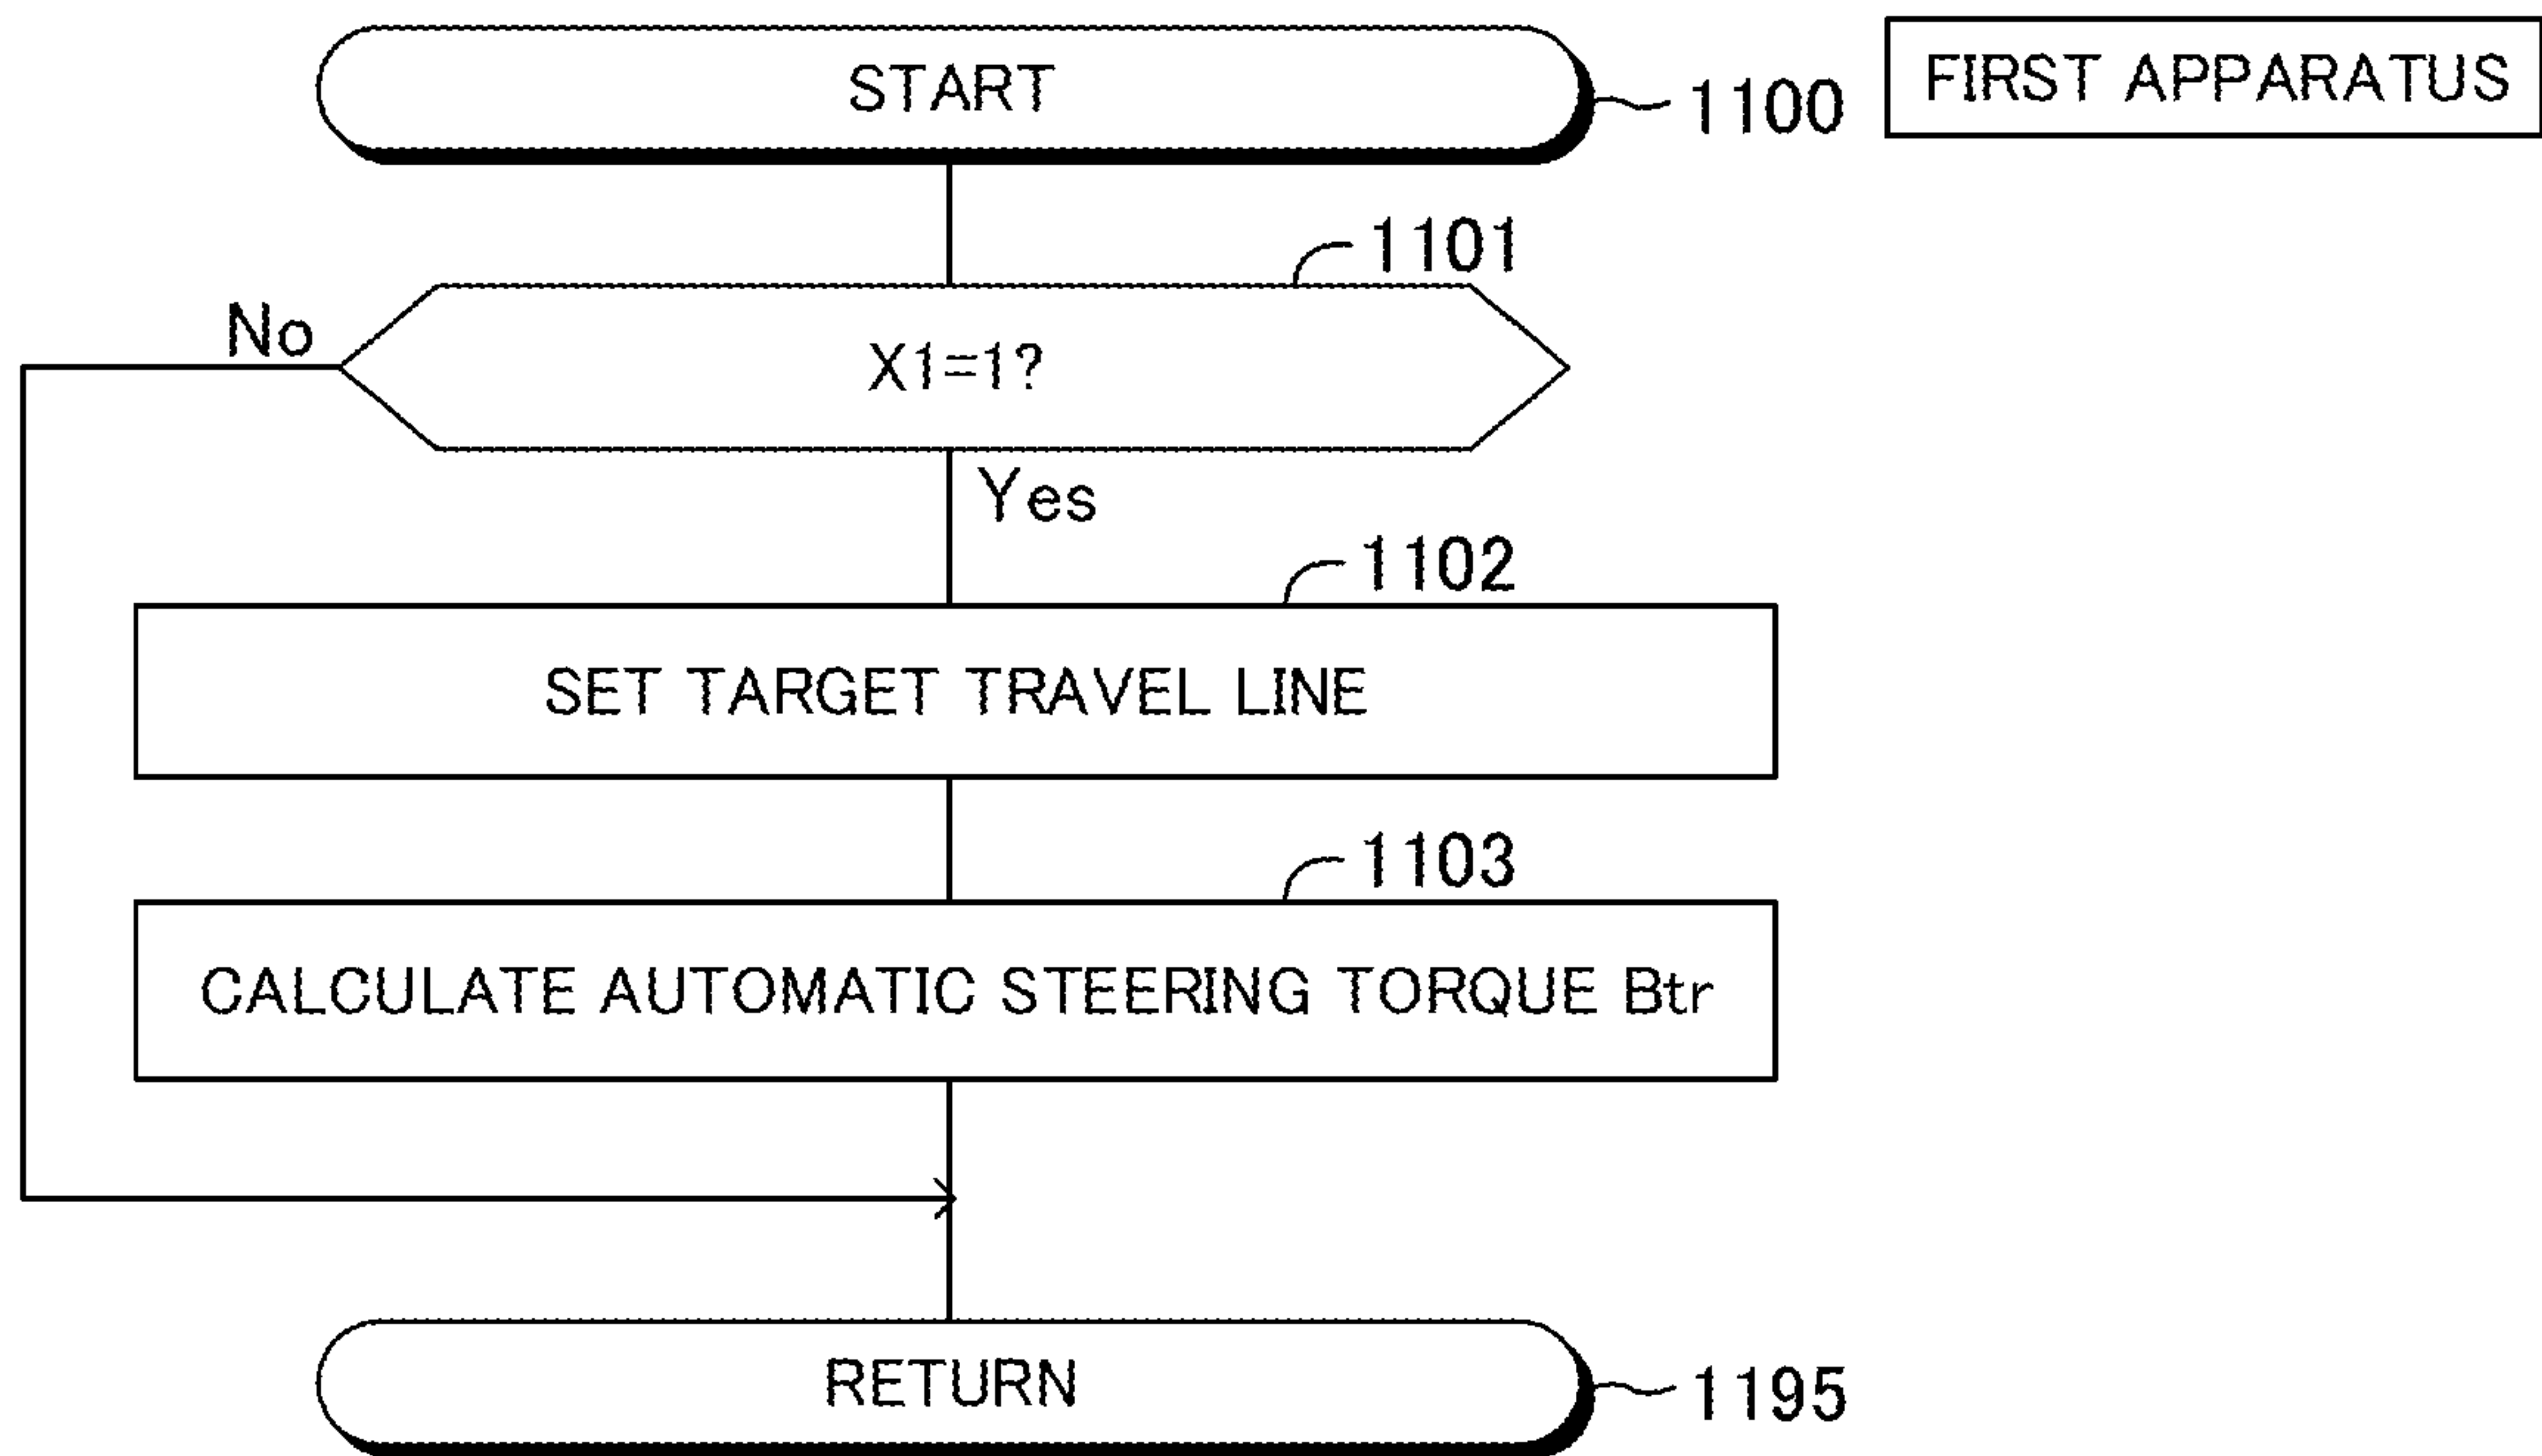 START
1100
FIRST APPARATUS
1101
No
X1=1?
Yes
1102
SET TARGET TRAVEL LINE
1103
CALCULATE AUTOMATIC STEERING TORQUE Btr
RETURN
1195